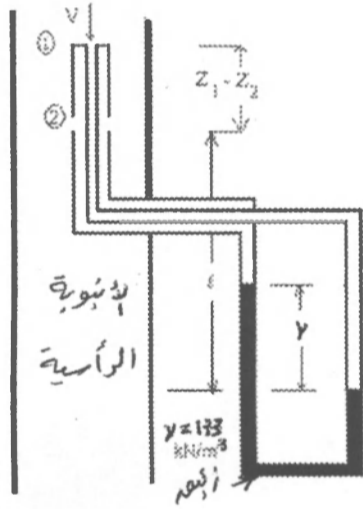 V
①
Z₁ - Z₂
②
الأنبوبة
الرأسية
ℓ
y
γ = 133
kN/m³
زئبق